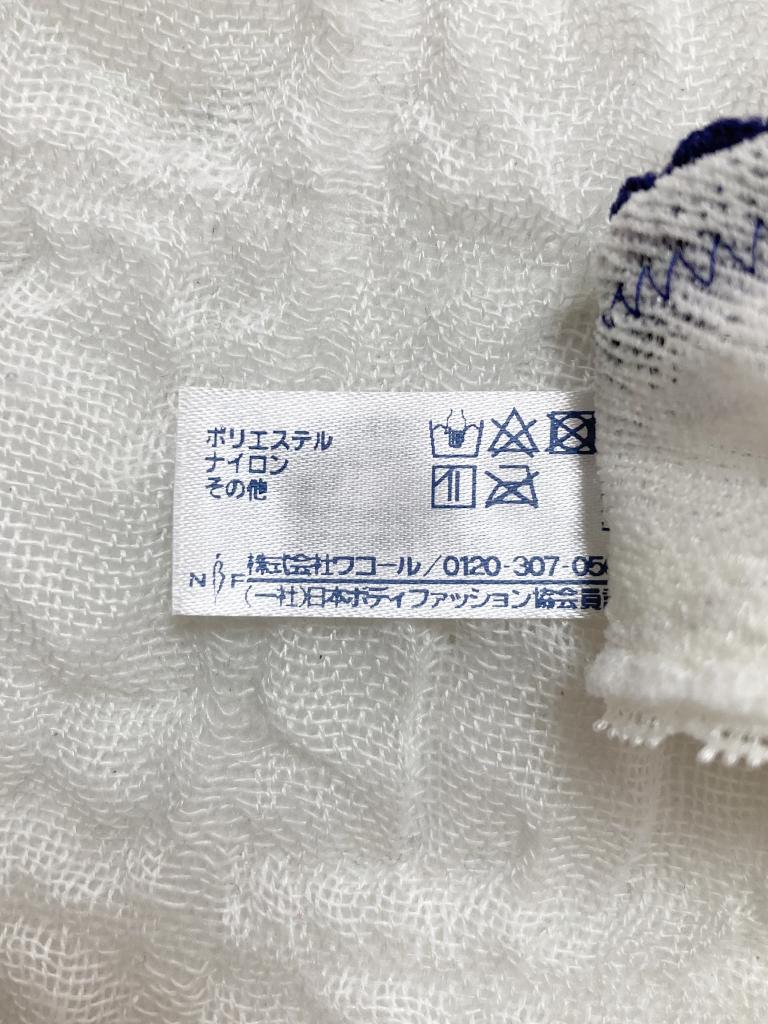 ポリエステル
ナイロン
その他
NBF
株式会社ワコール/0120-307-05
(一社)日本ボディファッション協会員